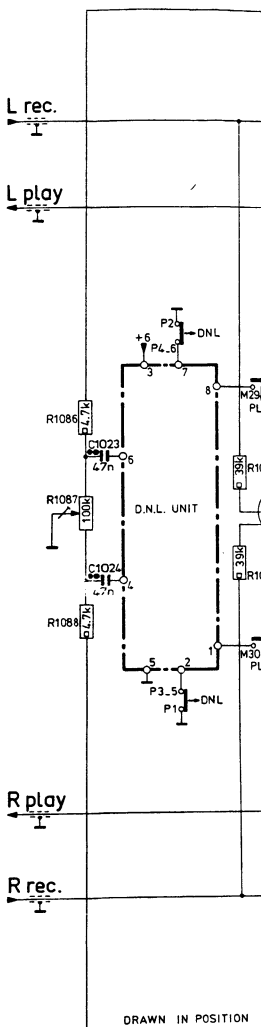 L rec.
L play
P2
DNL
+6
P4_6
3
7
8
M29
PL
4.7k
R1086
C1023
47n
6
39k
R10
R1087
100k
D.N.L. UNIT
C1024
47n
4
39k
R10
4.7k
R1088
1
M30
PL
5
2
P3_5
DNL
P1
R play
R rec.
DRAWN IN POSITION